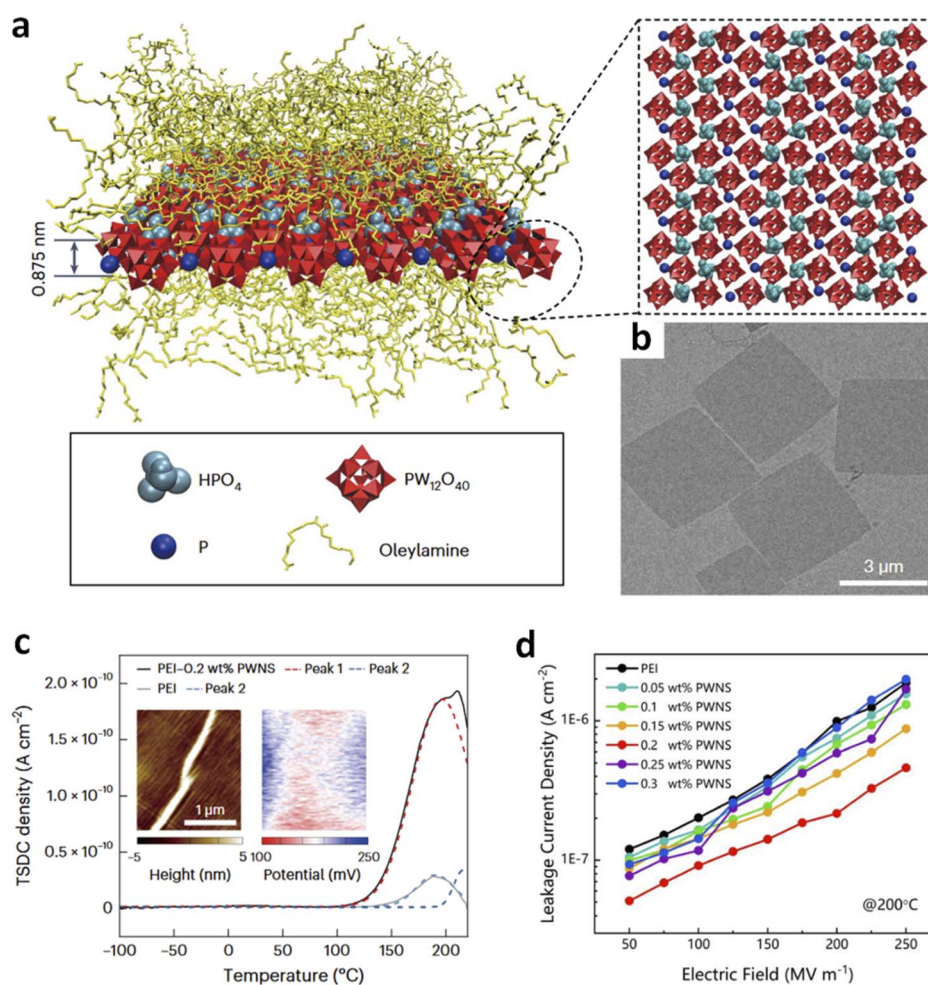 a
0.875 nm
HPO₄
PW₁₂O₄₀
P
Oleylamine
b
3 μm
c
PEI–0.2 wt% PWNS
Peak 1
Peak 2
PEI
Peak 2
TSDC density (A cm⁻²)
2.0 × 10⁻¹⁰
1.5 × 10⁻¹⁰
1.0 × 10⁻¹⁰
0.5 × 10⁻¹⁰
0
1 μm
-5
5
Height (nm)
100
250
Potential (mV)
–100
–50
0
50
100
150
200
Temperature (ºC)
d
Leakage Current Density (A cm⁻²)
1E-6
1E-7
PEI
0.05 wt% PWNS
0.1 wt% PWNS
0.15 wt% PWNS
0.2 wt% PWNS
0.25 wt% PWNS
0.3 wt% PWNS
@200°C
50
100
150
200
250
Electric Field (MV m⁻¹)